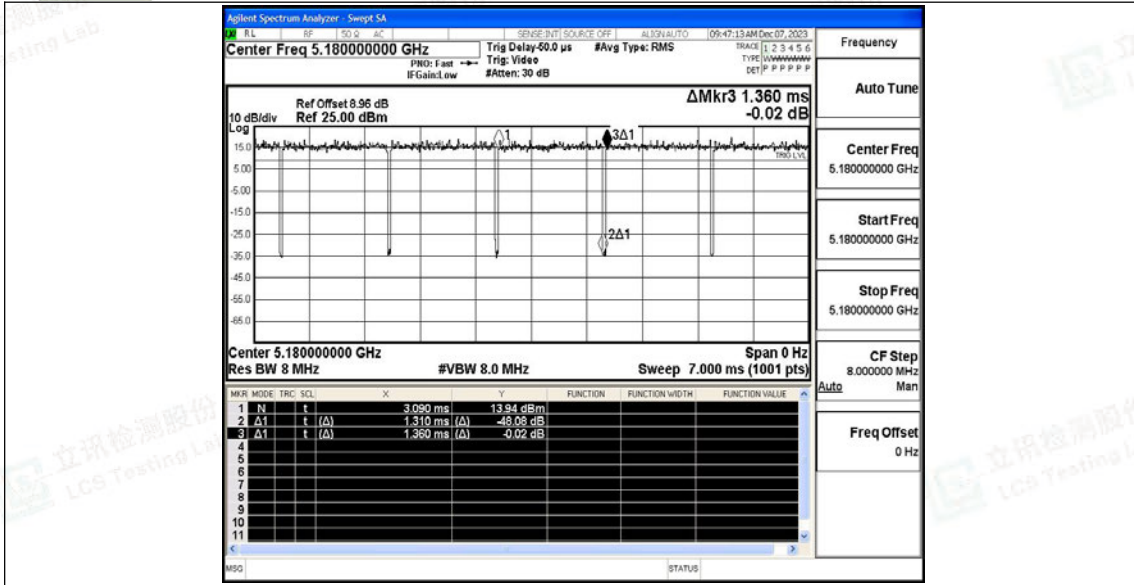 Agilent Spectrum Analyzer - Swept SA
RL RF 50 Ω AC SENSE:INT SOURCE OFF ALIGNAUTO 09:47:13 AM Dec 07, 2023
Center Freq 5.180000000 GHz
Trig Delay-50.0 µs #Avg Type: RMS
TRACE 1 2 3 4 5 6
PNO: Fast Trig: Video
TYPE WWWWWW
IFGain:Low #Atten: 30 dB
DET P P P P P P
Frequency
Auto Tune
ΔMkr3 1.360 ms
-0.02 dB
Ref Offset 8.96 dB
10 dB/div Ref 25.00 dBm
Log
15.0
5.00
-5.00
-15.0
-25.0
-35.0
-45.0
-55.0
-65.0
1
3Δ1
2Δ1
TRIG LVL
Center 5.180000000 GHz Span 0 Hz
Res BW 8 MHz #VBW 8.0 MHz Sweep 7.000 ms (1001 pts)
MKR MODE TRC SCL X Y FUNCTION FUNCTION WIDTH FUNCTION VALUE
1 N t 3.090 ms 13.94 dBm
2 Δ1 t (Δ) 1.310 ms (Δ) -48.08 dB
3 Δ1 t (Δ) 1.360 ms (Δ) -0.02 dB
4
5
6
7
8
9
10
11
MSG STATUS
Center Freq
5.180000000 GHz
Start Freq
5.180000000 GHz
Stop Freq
5.180000000 GHz
CF Step
8.000000 MHz
Auto Man
Freq Offset
0 Hz
立讯检测股份
LCS Testing Lab